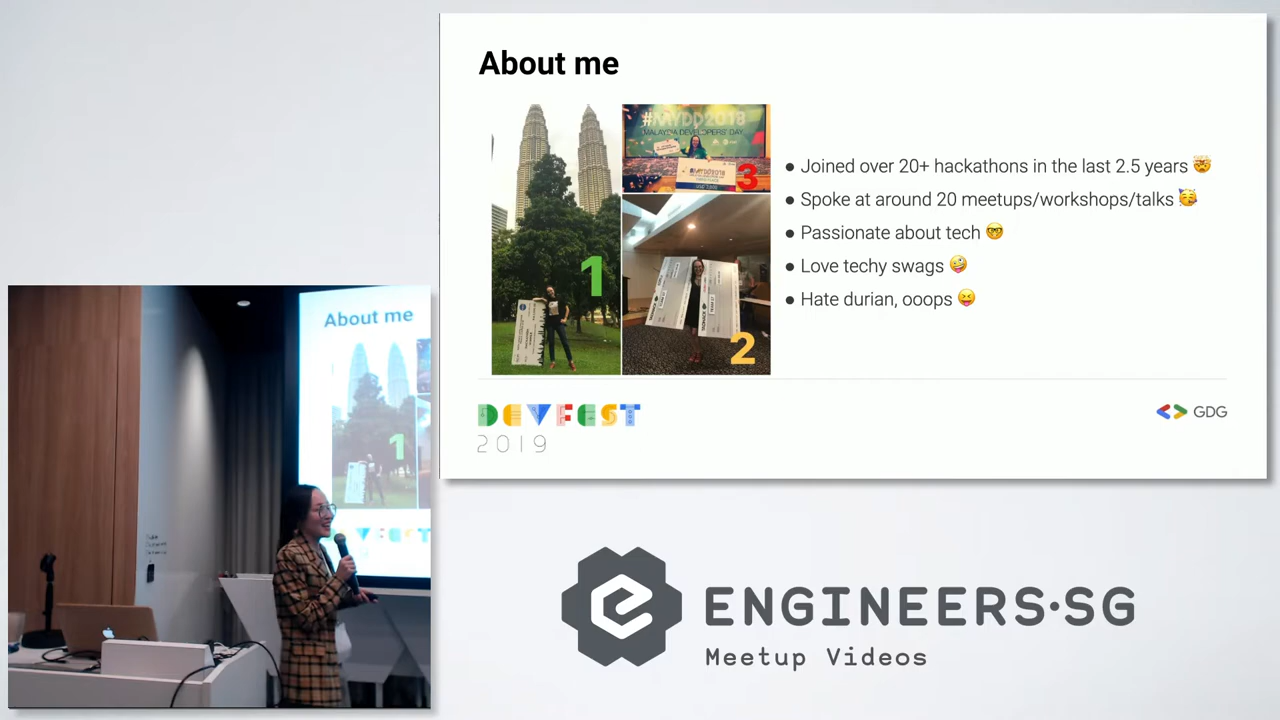 About me
#MYDD2018
MALAYSIA DEVELOPERS' DAY
3
1
2
● Joined over 20+ hackathons in the last 2.5 years 🤯
● Spoke at around 20 meetups/workshops/talks 🥳
● Passionate about tech 🤓
● Love techy swags 🤪
● Hate durian, ooops 😝
DEVFEST
2019
GDG
About me
1
ENGINEERS.SG
Meetup Videos